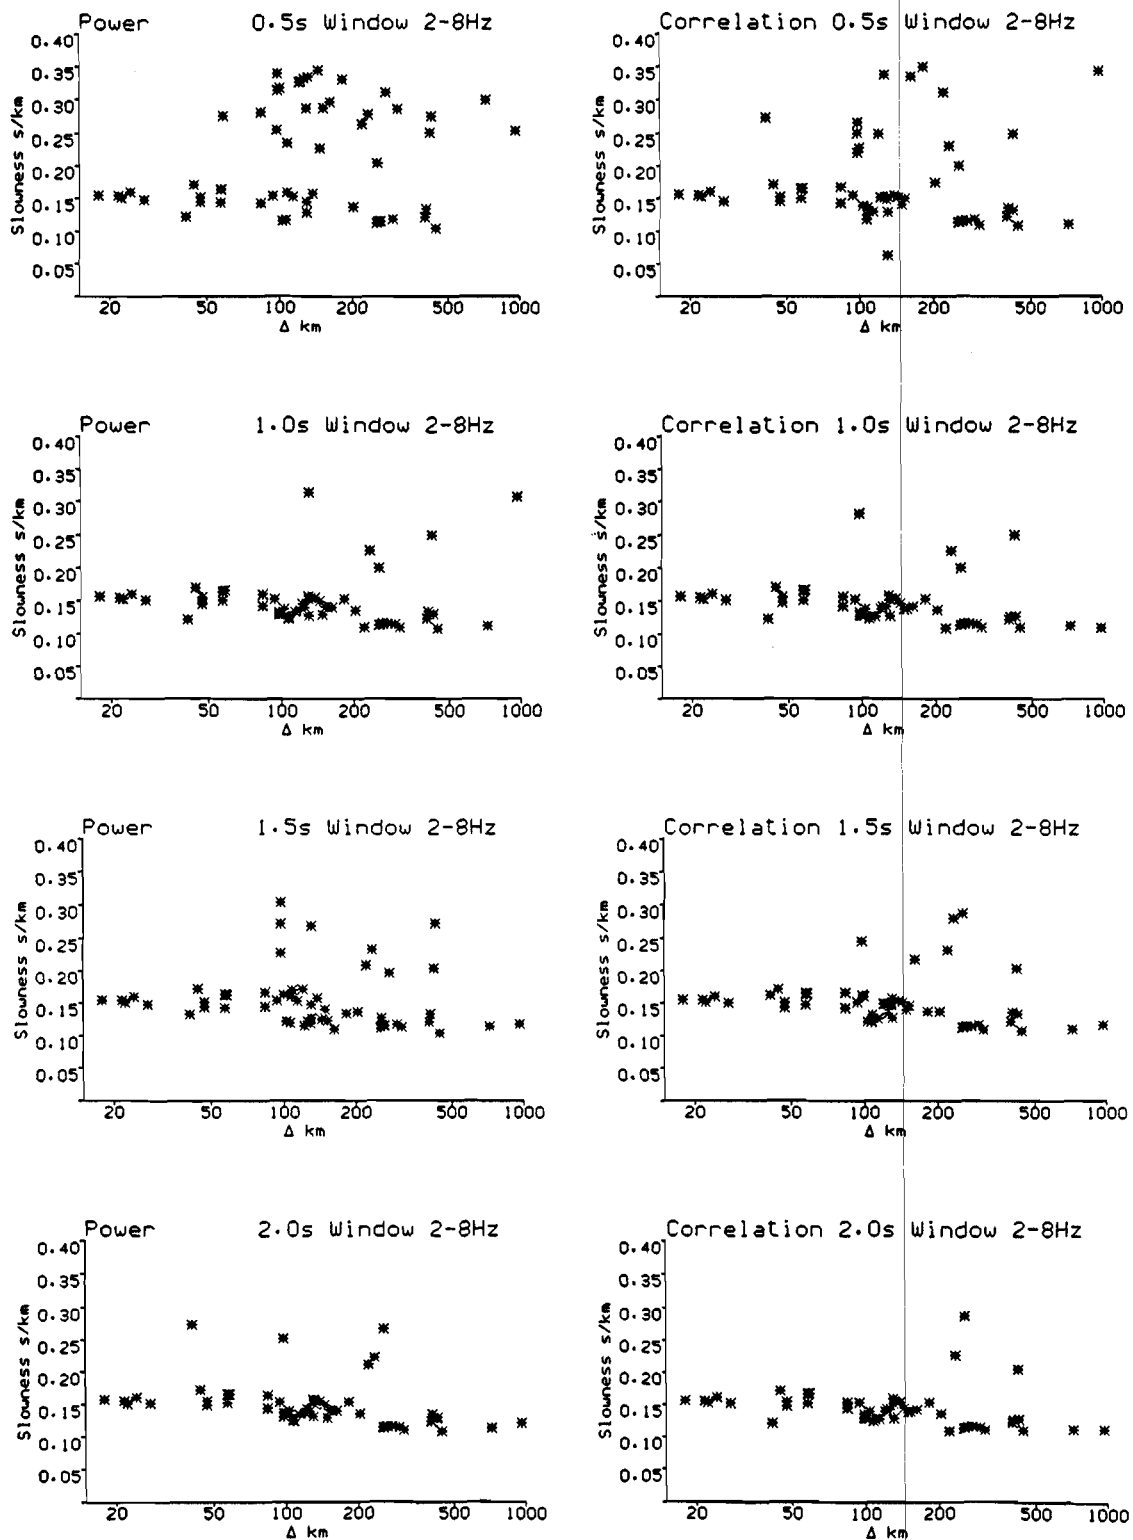 Power 0.5s Window 2-8Hz
Slowness s/km
0.40
0.35
0.30
0.25
0.20
0.15
0.10
0.05
20 50 100 200 500 1000
Δ km
Correlation 0.5s Window 2-8Hz
Slowness s/km
0.40
0.35
0.30
0.25
0.20
0.15
0.10
0.05
20 50 100 200 500 1000
Δ km
Power 1.0s Window 2-8Hz
Slowness s/km
0.40
0.35
0.30
0.25
0.20
0.15
0.10
0.05
20 50 100 200 500 1000
Δ km
Correlation 1.0s Window 2-8Hz
Slowness s/km
0.40
0.35
0.30
0.25
0.20
0.15
0.10
0.05
20 50 100 200 500 1000
Δ km
Power 1.5s Window 2-8Hz
Slowness s/km
0.40
0.35
0.30
0.25
0.20
0.15
0.10
0.05
20 50 100 200 500 1000
Δ km
Correlation 1.5s Window 2-8Hz
Slowness s/km
0.40
0.35
0.30
0.25
0.20
0.15
0.10
0.05
20 50 100 200 500 1000
Δ km
Power 2.0s Window 2-8Hz
Slowness s/km
0.40
0.35
0.30
0.25
0.20
0.15
0.10
0.05
20 50 100 200 500 1000
Δ km
Correlation 2.0s Window 2-8Hz
Slowness s/km
0.40
0.35
0.30
0.25
0.20
0.15
0.10
0.05
20 50 100 200 500 1000
Δ km